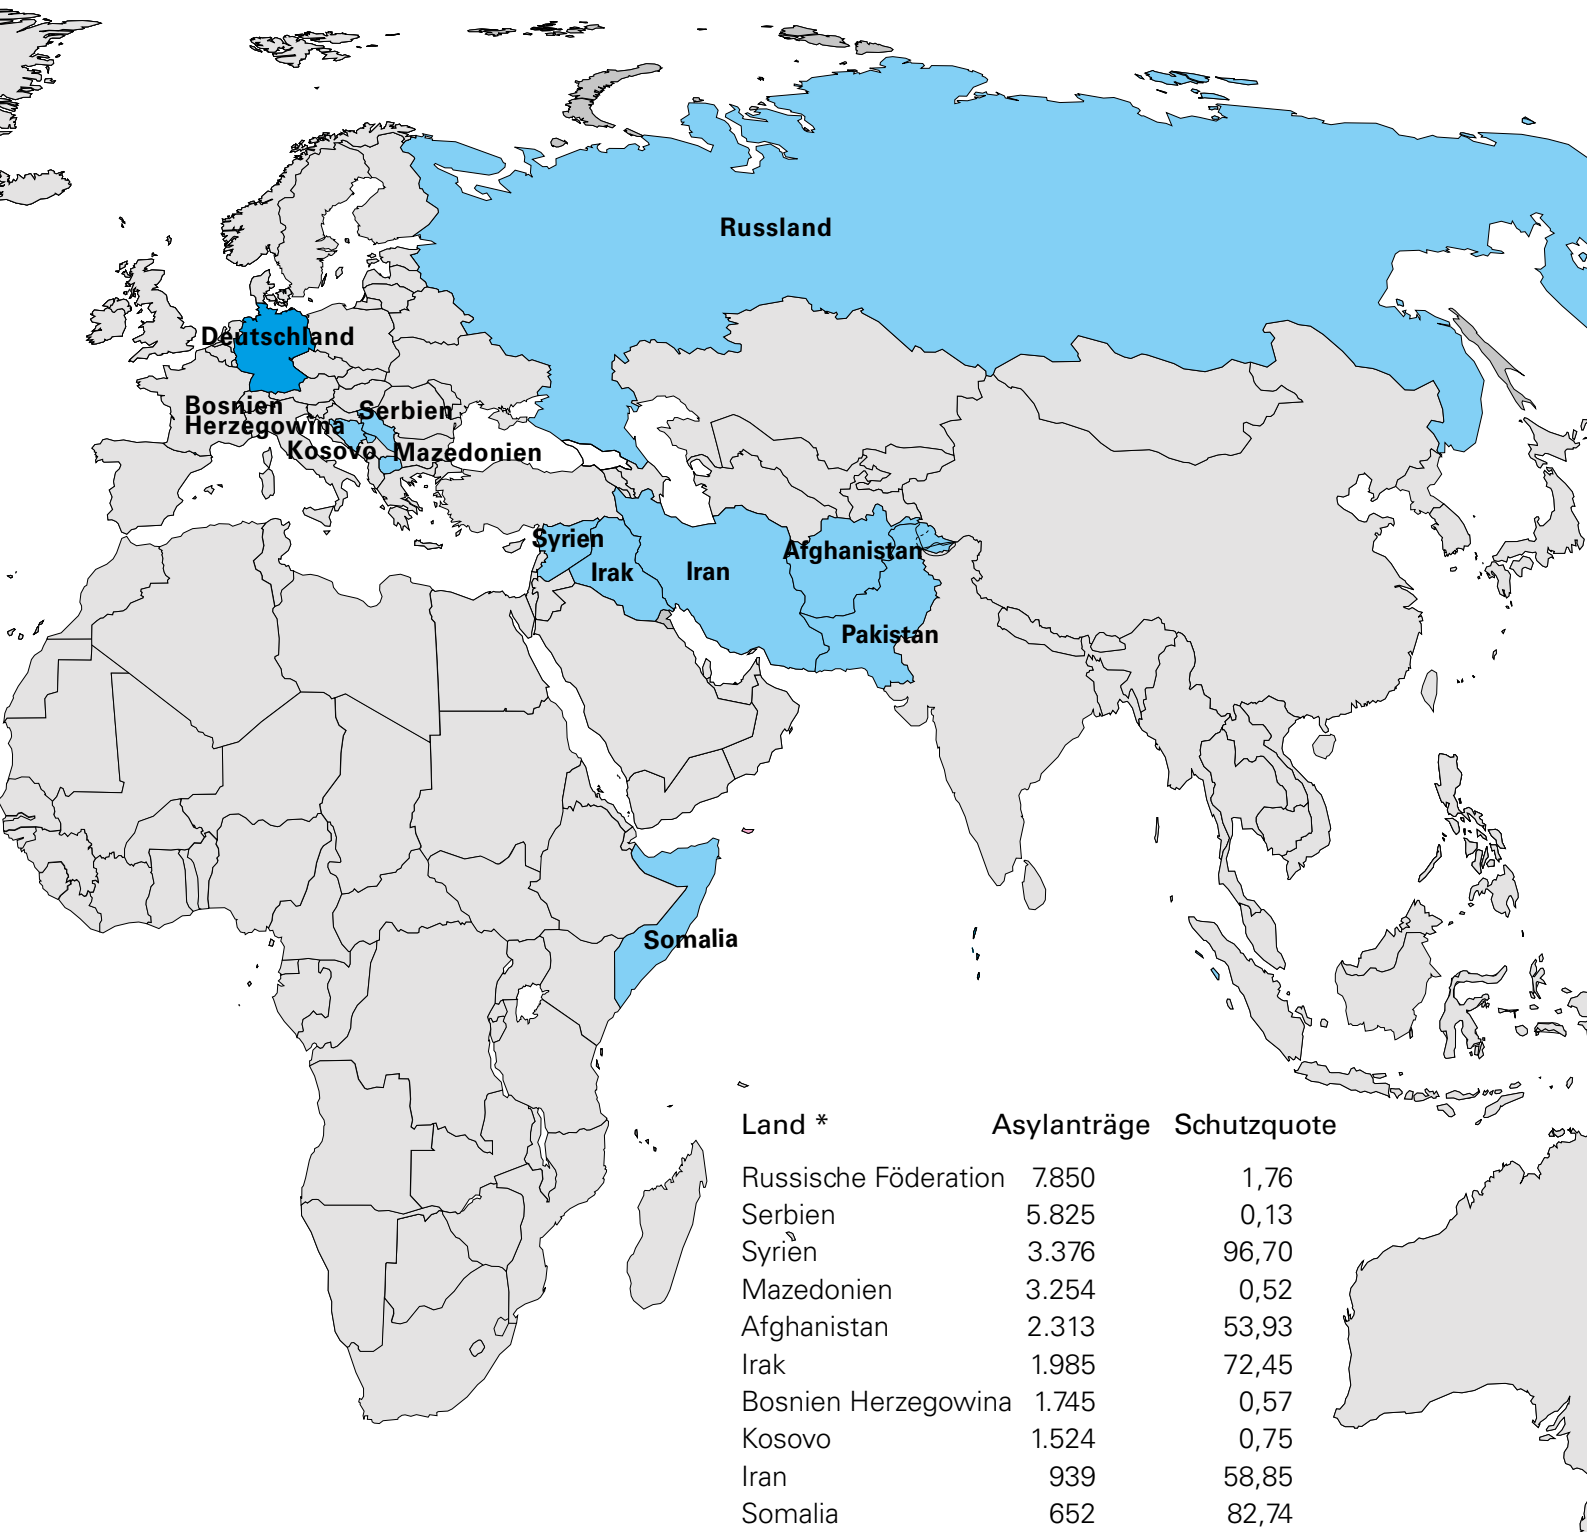 Russland
Deutschland
Bosnien
Herzegowina
Serbien
Kosovo
Mazedonien
Syrien
Irak
Iran
Afghanistan
Pakistan
Somalia
Land * Asylanträge Schutzquote
Russische Föderation 7.850 1,76
Serbien 5.825 0,13
Syrien 3.376 96,70
Mazedonien 3.254 0,52
Afghanistan 2.313 53,93
Irak 1.985 72,45
Bosnien Herzegowina 1.745 0,57
Kosovo 1.524 0,75
Iran 939 58,85
Somalia 652 82,74